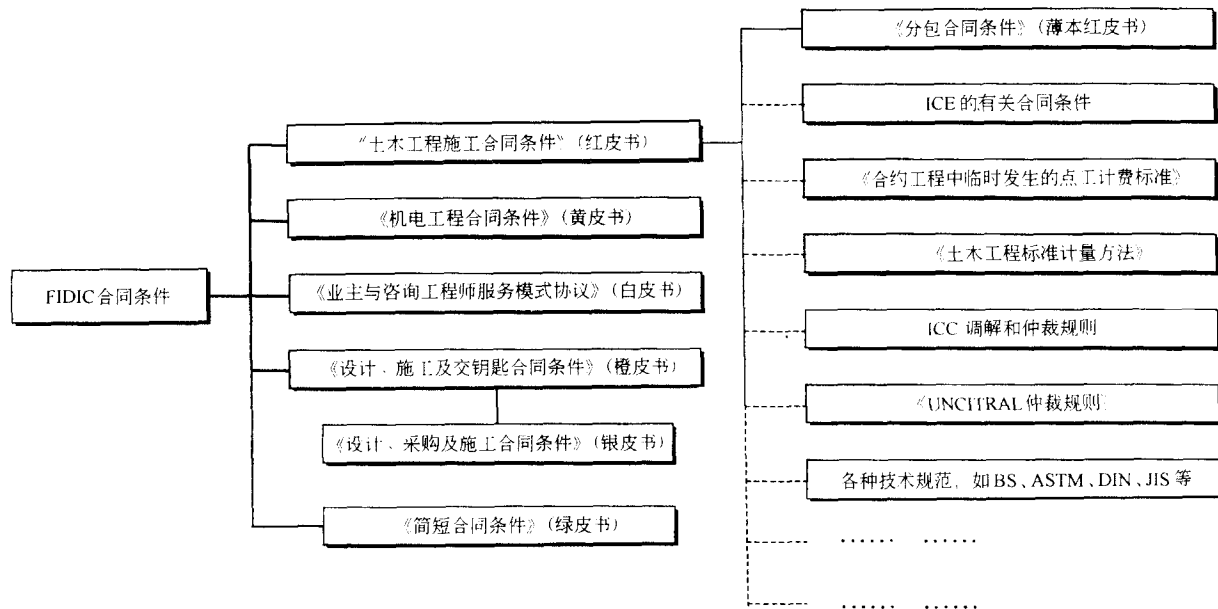 FIDIC合同条件
《土木工程施工合同条件》(红皮书)
《机电工程合同条件》(黄皮书)
《业主与咨询工程师服务模式协议》(白皮书)
《设计、施工及交钥匙合同条件》(橙皮书)
《设计、采购及施工合同条件》(银皮书)
《简短合同条件》(绿皮书)
《分包合同条件》(薄本红皮书)
ICE的有关合同条件
《合约工程中临时发生的点工计费标准》
《土木工程标准计量方法》
ICC 调解和仲裁规则
《UNCITRAL仲裁规则》
各种技术规范，如BS、ASTM、DIN、JIS等
…… ……
…… ……